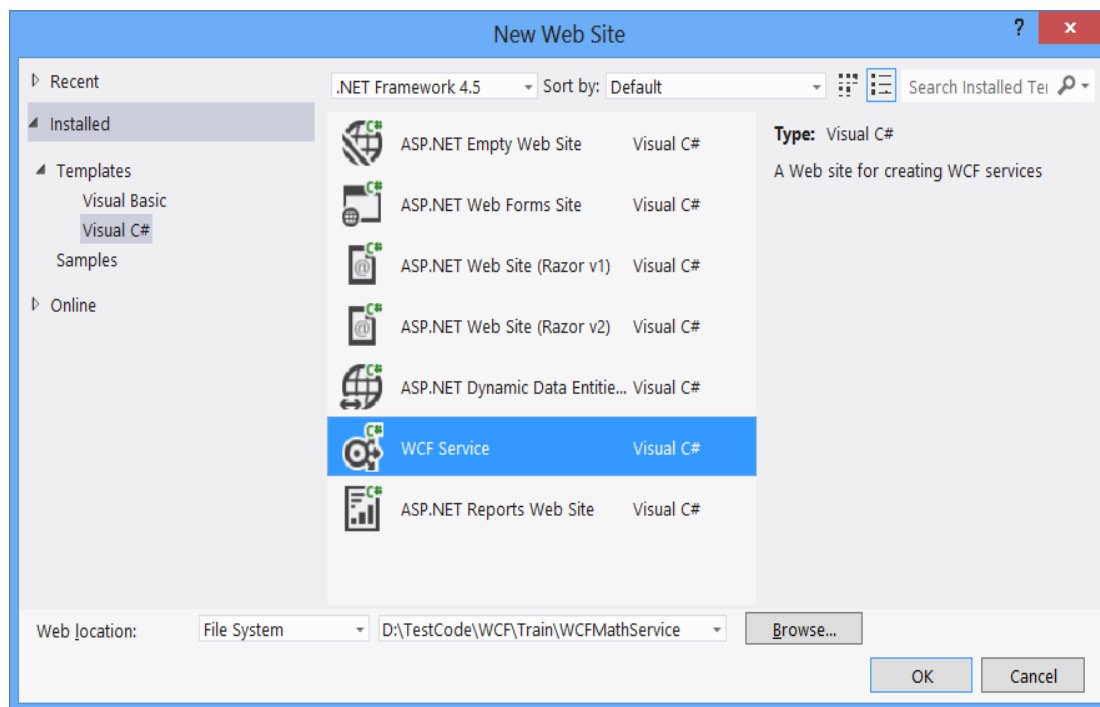 New Web Site
?
x
Recent
Installed
Templates
Visual Basic
Visual C#
Samples
Online
.NET Framework 4.5
Sort by: Default
Search Installed Te
ASP.NET Empty Web Site Visual C#
ASP.NET Web Forms Site Visual C#
ASP.NET Web Site (Razor v1) Visual C#
ASP.NET Web Site (Razor v2) Visual C#
ASP.NET Dynamic Data Entitie... Visual C#
WCF Service Visual C#
ASP.NET Reports Web Site Visual C#
Type: Visual C#
A Web site for creating WCF services
Web location: File System D:\TestCode\WCF\Train\WCFMathService Browse...
OK Cancel